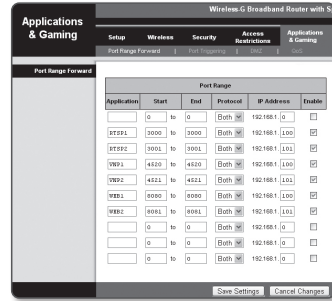 Wireless-G Broadband Router with S
Applications & Gaming
Setup Wireless Security Access Restrictions Applications & Gaming
Port Range Forward | Port Triggering | DMZ | QoS
Port Range Forward
Port Range
Application Start End Protocol IP Address Enable
0 to 0 Both 192.168.1. 0
RTSP1 3000 to 3000 Both 192.168.1. 100
RTSP2 3001 to 3001 Both 192.168.1. 101
VNP1 4520 to 4520 Both 192.168.1. 100
VNP2 4521 to 4521 Both 192.168.1. 101
WEB1 8080 to 8080 Both 192.168.1. 100
WEB2 8081 to 8081 Both 192.168.1. 101
0 to 0 Both 192.168.1. 0
0 to 0 Both 192.168.1. 0
0 to 0 Both 192.168.1. 0
Save Settings Cancel Changes